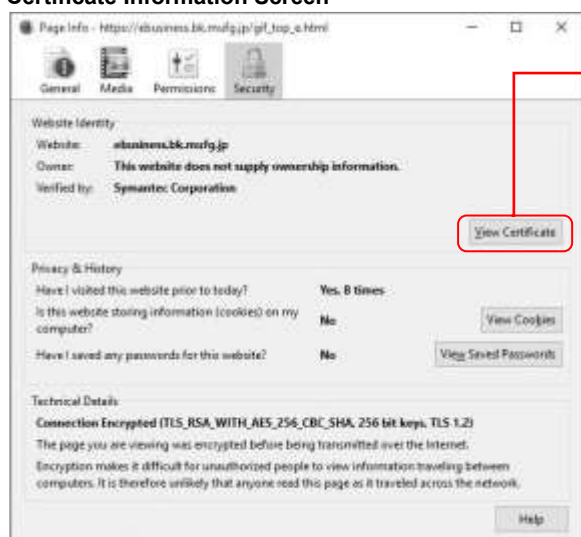 Certificate Information Screen
Page Info - https://ebusiness.bk.mufg.jp/gif_top_e.html
General Media Permissions Security
Website Identity
Website: ebusiness.bk.mufg.jp
Owner: This website does not supply ownership information.
Verified by: Symantec Corporation
View Certificate
Privacy & History
Have I visited this website prior to today? Yes, 8 times
Is this website storing information (cookies) on my
computer? No View Cookies
Have I saved any passwords for this website? No View Saved Passwords
Technical Details
Connection Encrypted (TLS_RSA_WITH_AES_256_CBC_SHA, 256 bit keys, TLS 1.2)
The page you are viewing was encrypted before being transmitted over the Internet.
Encryption makes it difficult for unauthorized people to view information traveling between
computers. It is therefore unlikely that anyone read this page as it traveled across the network.
Help